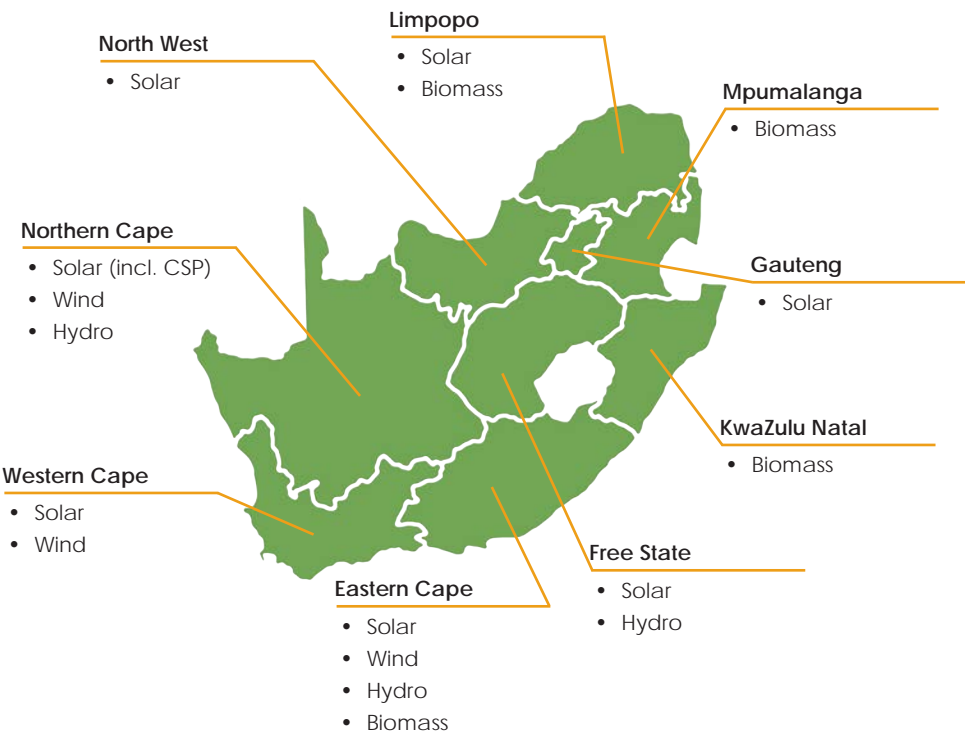 Limpopo
• Solar
• Biomass
North West
• Solar
Mpumalanga
• Biomass
Northern Cape
• Solar (incl. CSP)
• Wind
• Hydro
Gauteng
• Solar
KwaZulu Natal
• Biomass
Western Cape
• Solar
• Wind
Free State
• Solar
• Hydro
Eastern Cape
• Solar
• Wind
• Hydro
• Biomass